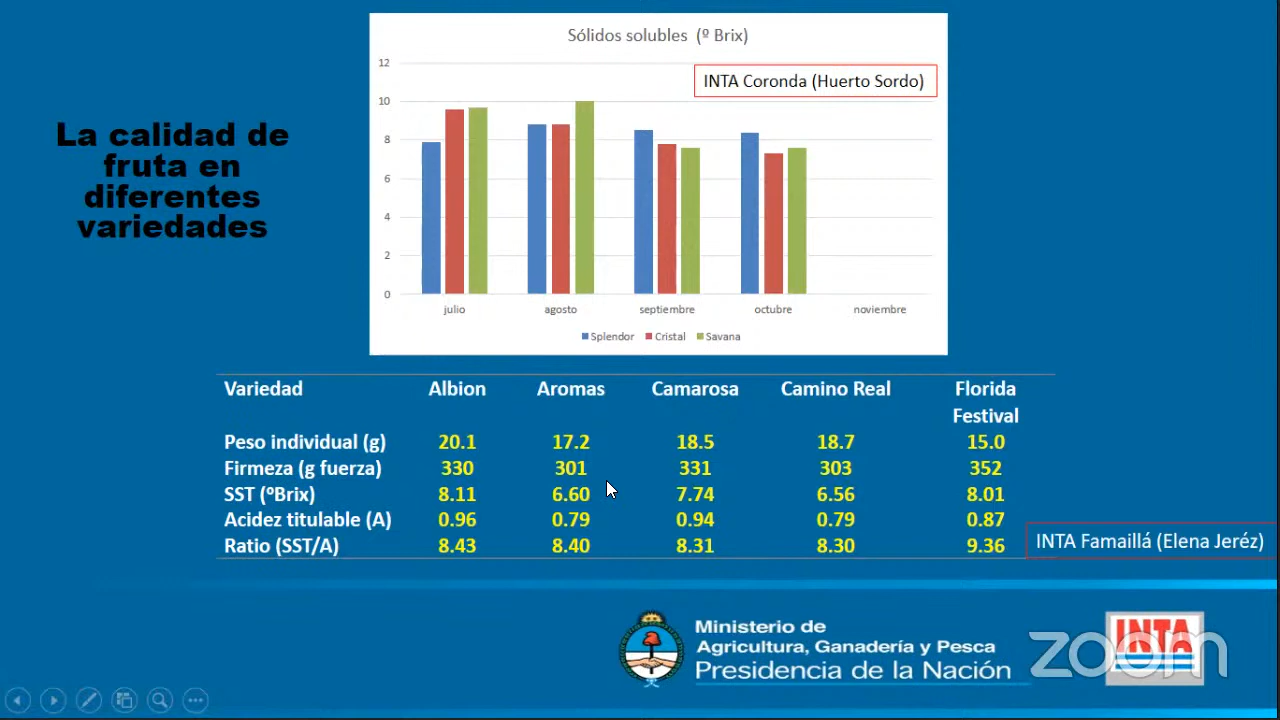 La calidad de
fruta en
diferentes
variedades
Sólidos solubles (º Brix)
INTA Coronda (Huerto Sordo)
12
10
8
6
4
2
0
julio agosto septiembre octubre noviembre
Splendor Cristal Savana
Variedad Albion Aromas Camarosa Camino Real Florida
Festival
Peso individual (g) 20.1 17.2 18.5 18.7 15.0
Firmeza (g fuerza) 330 301 331 303 352
SST (ºBrix) 8.11 6.60 7.74 6.56 8.01
Acidez titulable (A) 0.96 0.79 0.94 0.79 0.87
Ratio (SST/A) 8.43 8.40 8.31 8.30 9.36
INTA Famaillá (Elena Jeréz)
Ministerio de
Agricultura, Ganadería y Pesca
Presidencia de la Nación
INTA
zoom